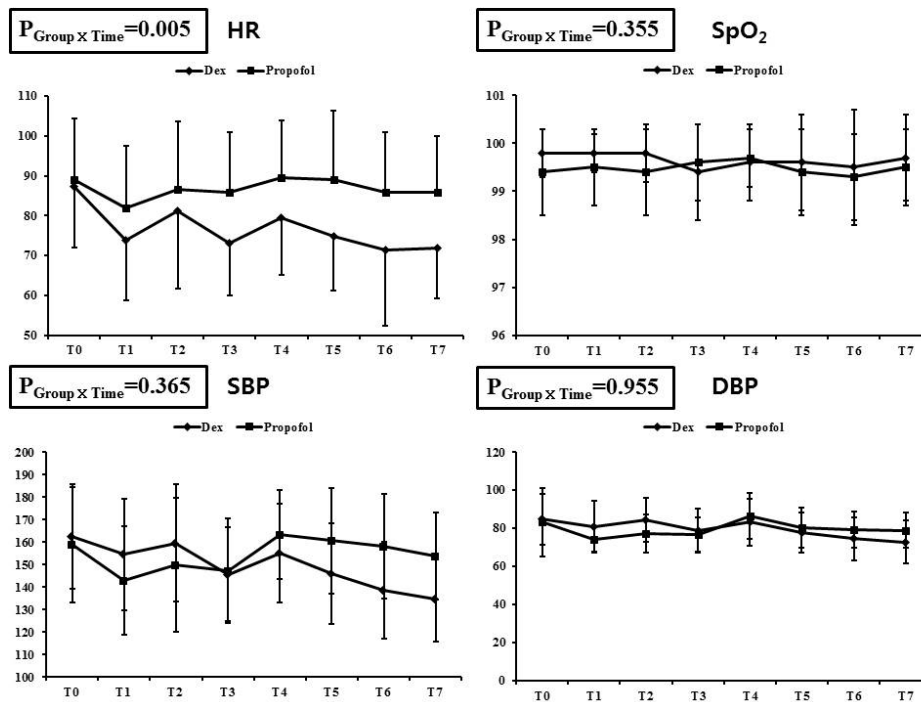 P Group X Time=0.005 HR
Dex Propofol
110
100
90
80
70
60
50
T0 T1 T2 T3 T4 T5 T6 T7
P Group X Time=0.355 SpO2
Dex Propofol
101
100
99
98
97
96
T0 T1 T2 T3 T4 T5 T6 T7
P Group X Time=0.365 SBP
Dex Propofol
200
190
180
170
160
150
140
130
120
110
100
T0 T1 T2 T3 T4 T5 T6 T7
P Group X Time=0.955 DBP
Dex Propofol
120
100
80
60
40
20
0
T0 T1 T2 T3 T4 T5 T6 T7